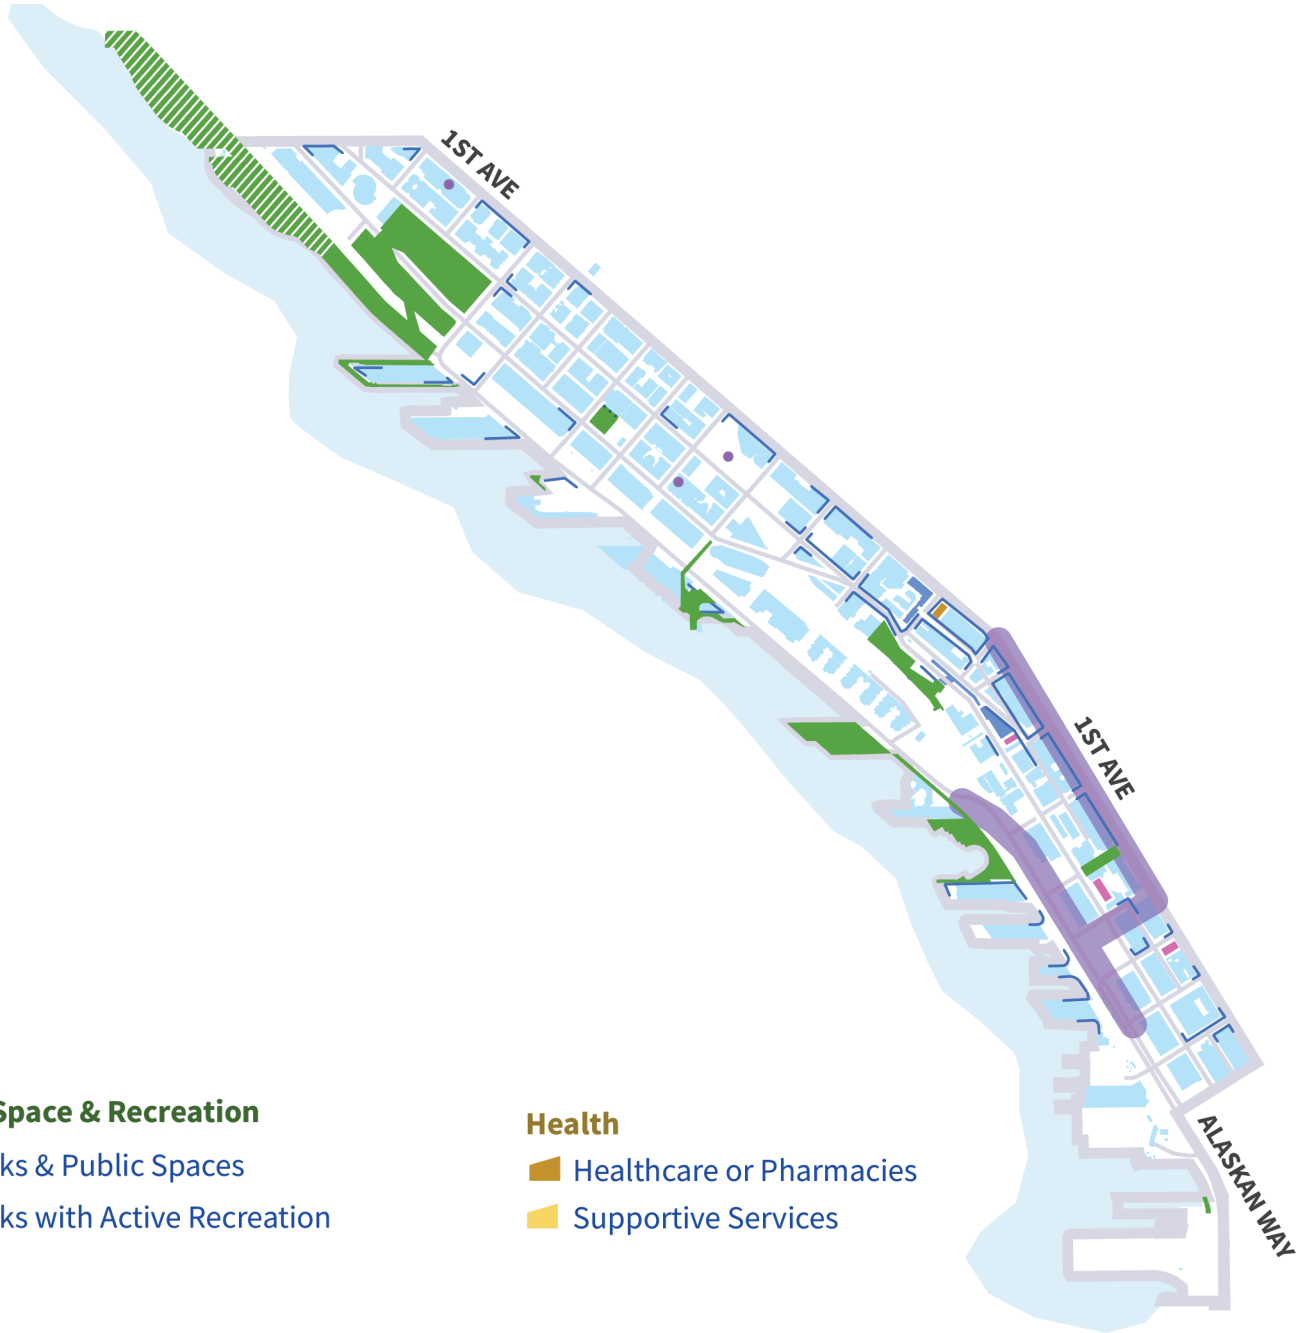 1ST AVE
1ST AVE
Space & Recreation
ks & Public Spaces
ks with Active Recreation
Health
Healthcare or Pharmacies
Supportive Services
ALASKAN WAY